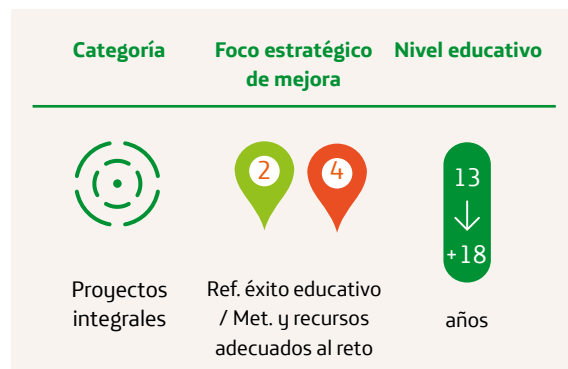 Categoría
Foco estratégico
de mejora
Nivel educativo
2
4
13
+18
Proyectos
integrales
Ref. éxito educativo
/ Met. y recursos
adecuados al reto
años